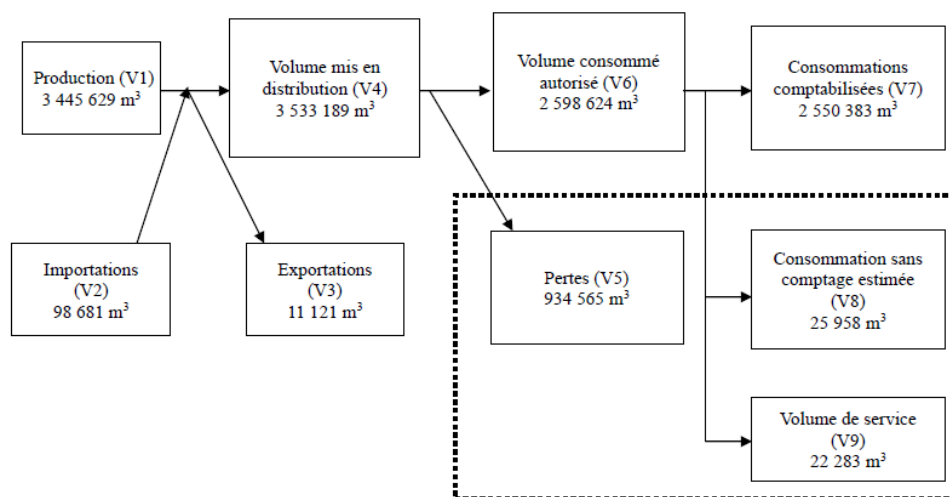 Production (V1)
3 445 629 m³
Volume mis en
distribution (V4)
3 533 189 m³
Volume consommé
autorisé (V6)
2 598 624 m³
Consommations
comptabilisées (V7)
2 550 383 m³
Importations
(V2)
98 681 m³
Exportations
(V3)
11 121 m³
Pertes (V5)
934 565 m³
Consommation sans
comptage estimée
(V8)
25 958 m³
Volume de service
(V9)
22 283 m³